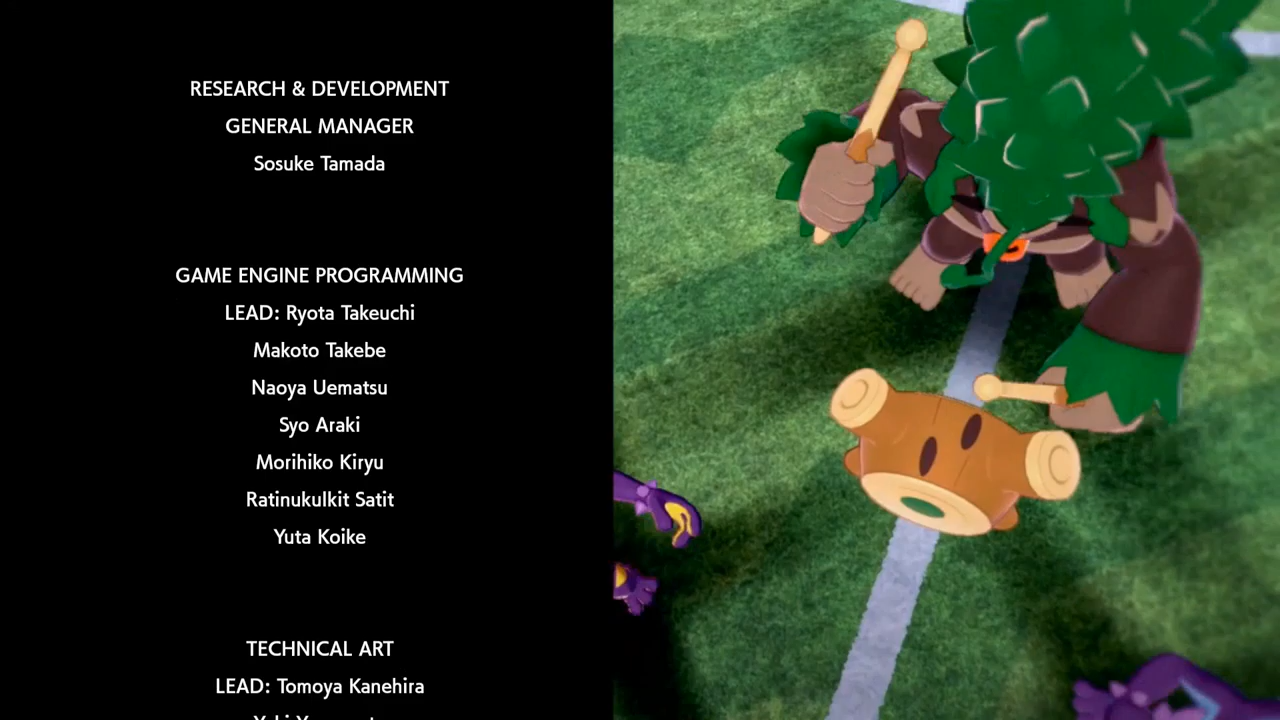 RESEARCH & DEVELOPMENT
GENERAL MANAGER
Sosuke Tamada
GAME ENGINE PROGRAMMING
LEAD: Ryota Takeuchi
Makoto Takebe
Naoya Uematsu
Syo Araki
Morihiko Kiryu
Ratinukulkit Satit
Yuta Koike
TECHNICAL ART
LEAD: Tomoya Kanehira